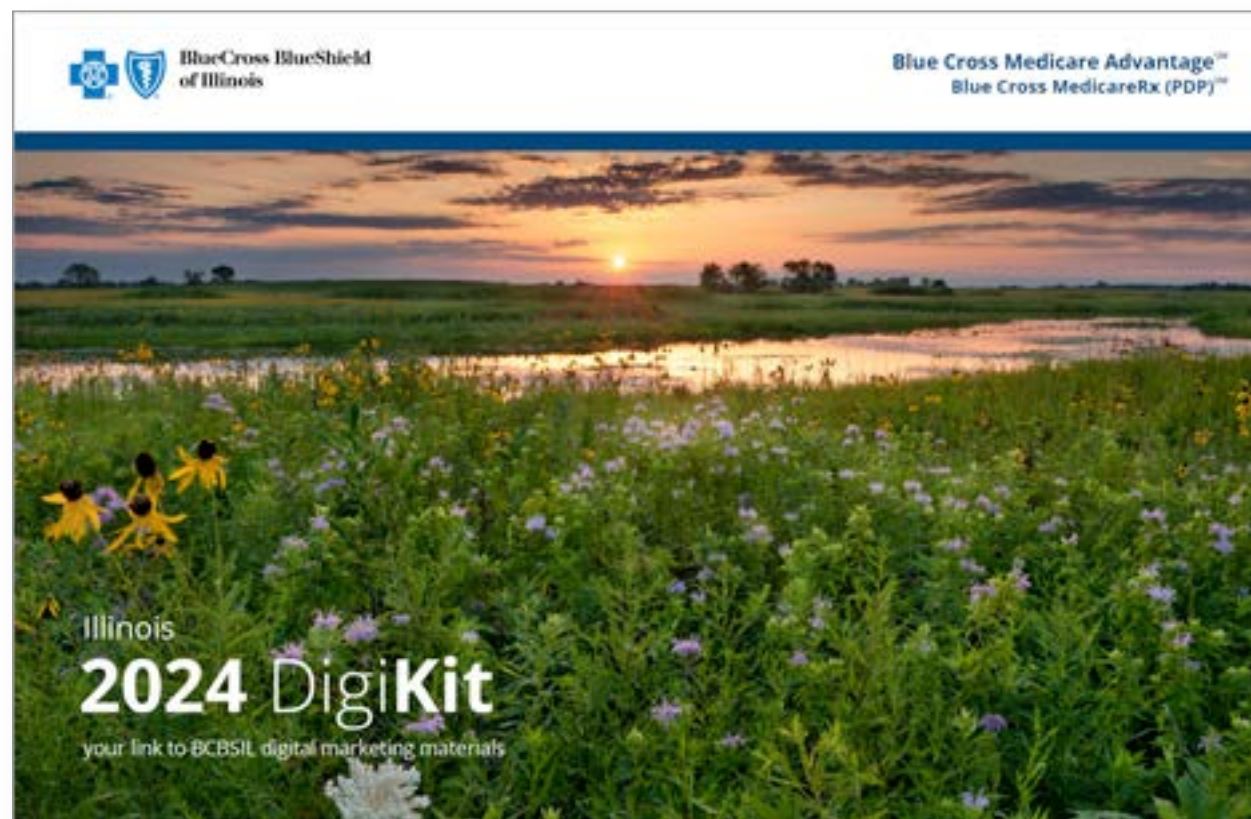 BlueCross BlueShield
of Illinois
Blue Cross Medicare Advantage℠
Blue Cross MedicareRx (PDP)℠
Illinois
2024 DigiKit
your link to BCBSIL digital marketing materials